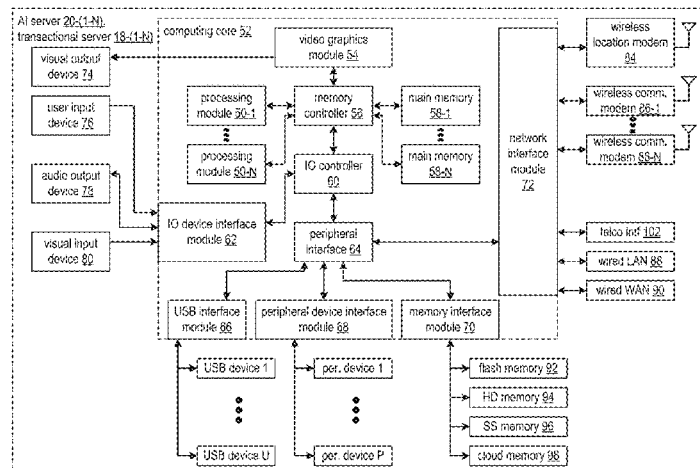 AI server 20-(1-N),
transactional server 18-(1-N)
computing core 52
visual output
device 74
user input
device 76
audio output
device 78
visual input
device 80
video graphics
module 54
processing
module 50-1
processing
module 50-N
memory
controller 56
main memory
58-1
main memory
58-N
IO controller
60
IO device interface
module 62
peripheral
interface 64
USB interface
module 66
peripheral device interface
module 68
memory interface
module 70
network
interface
module
72
wireless
location modem
84
wireless comm.
modem 86-1
wireless comm.
modem 86-N
telco intf 102
wired LAN 88
wired WAN 90
USB device 1
USB device U
per. device 1
per. device P
flash memory 92
HD memory 94
SS memory 96
cloud memory 98